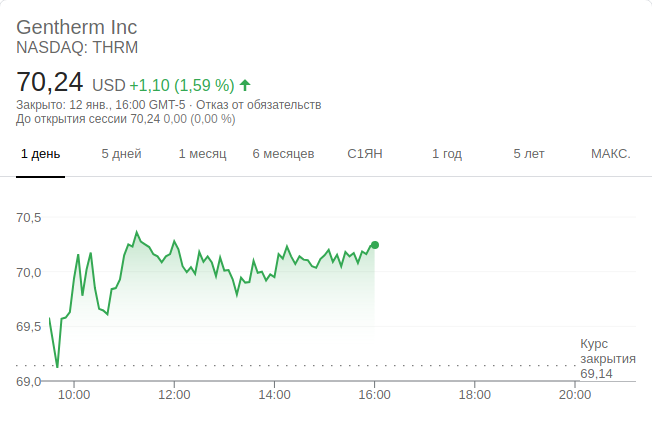 Gentherm Inc
NASDAQ: THRM
70,24 USD +1,10 (1,59 %)
Закрыто: 12 янв., 16:00 GMT-5 · Отказ от обязательств
До открытия сессии 70,24 0,00 (0,00 %)
1 день 5 дней 1 месяц 6 месяцев С1ЯН 1 год 5 лет МАКС.
70,5
70,0
69,5
Курс
закрытия
69,14
69,0
10:00 12:00 14:00 16:00 18:00 20:00